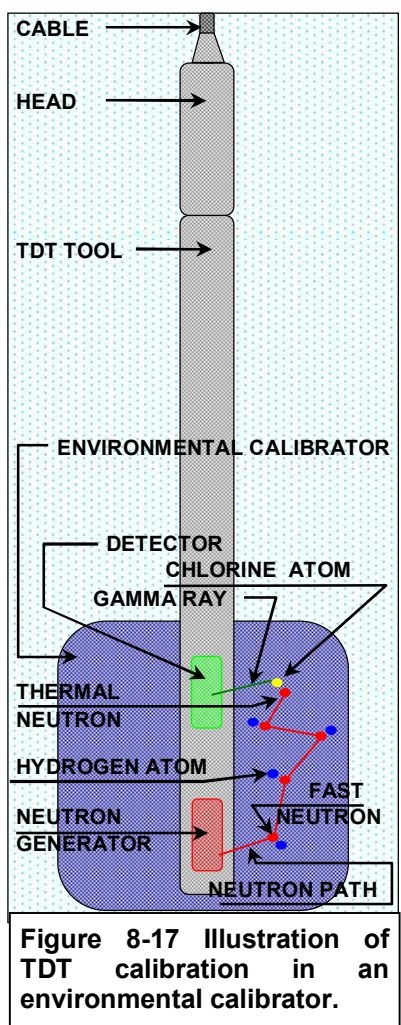 CABLE
HEAD
TDT TOOL
ENVIRONMENTAL CALIBRATOR
DETECTOR
CHLORINE ATOM
GAMMA RAY
THERMAL
NEUTRON
HYDROGEN ATOM
FAST
NEUTRON
NEUTRON
GENERATOR
NEUTRON PATH
Figure 8-17 Illustration of
TDT calibration in an
environmental calibrator.